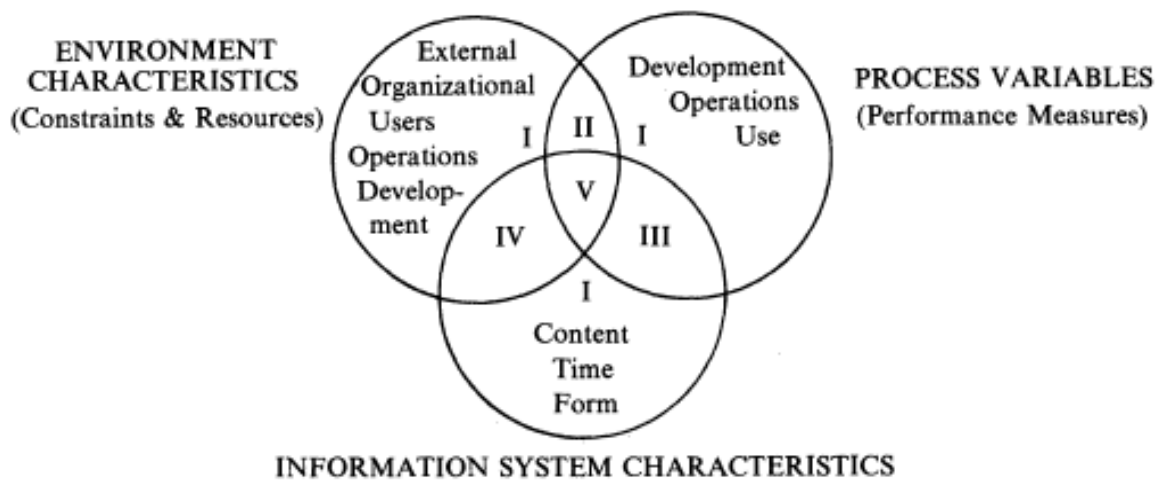 ENVIRONMENT
CHARACTERISTICS
(Constraints & Resources)
External
Organizational
Users
Operations
Develop-
ment
I
II
I
Development
Operations
Use
PROCESS VARIABLES
(Performance Measures)
V
IV
III
I
Content
Time
Form
INFORMATION SYSTEM CHARACTERISTICS